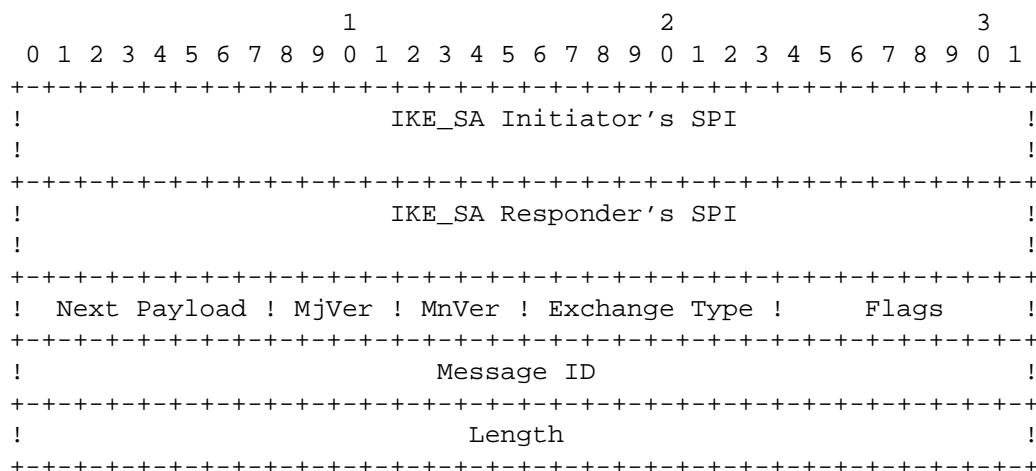 1                   2                   3
 0 1 2 3 4 5 6 7 8 9 0 1 2 3 4 5 6 7 8 9 0 1 2 3 4 5 6 7 8 9 0 1
+-+-+-+-+-+-+-+-+-+-+-+-+-+-+-+-+-+-+-+-+-+-+-+-+-+-+-+-+-+-+-+-+
!                       IKE_SA Initiator's SPI                  !
!                                                               !
+-+-+-+-+-+-+-+-+-+-+-+-+-+-+-+-+-+-+-+-+-+-+-+-+-+-+-+-+-+-+-+-+
!                       IKE_SA Responder's SPI                  !
!                                                               !
+-+-+-+-+-+-+-+-+-+-+-+-+-+-+-+-+-+-+-+-+-+-+-+-+-+-+-+-+-+-+-+-+
!  Next Payload ! MjVer ! MnVer ! Exchange Type !     Flags     !
+-+-+-+-+-+-+-+-+-+-+-+-+-+-+-+-+-+-+-+-+-+-+-+-+-+-+-+-+-+-+-+-+
!                          Message ID                           !
+-+-+-+-+-+-+-+-+-+-+-+-+-+-+-+-+-+-+-+-+-+-+-+-+-+-+-+-+-+-+-+-+
!                            Length                             !
+-+-+-+-+-+-+-+-+-+-+-+-+-+-+-+-+-+-+-+-+-+-+-+-+-+-+-+-+-+-+-+-+